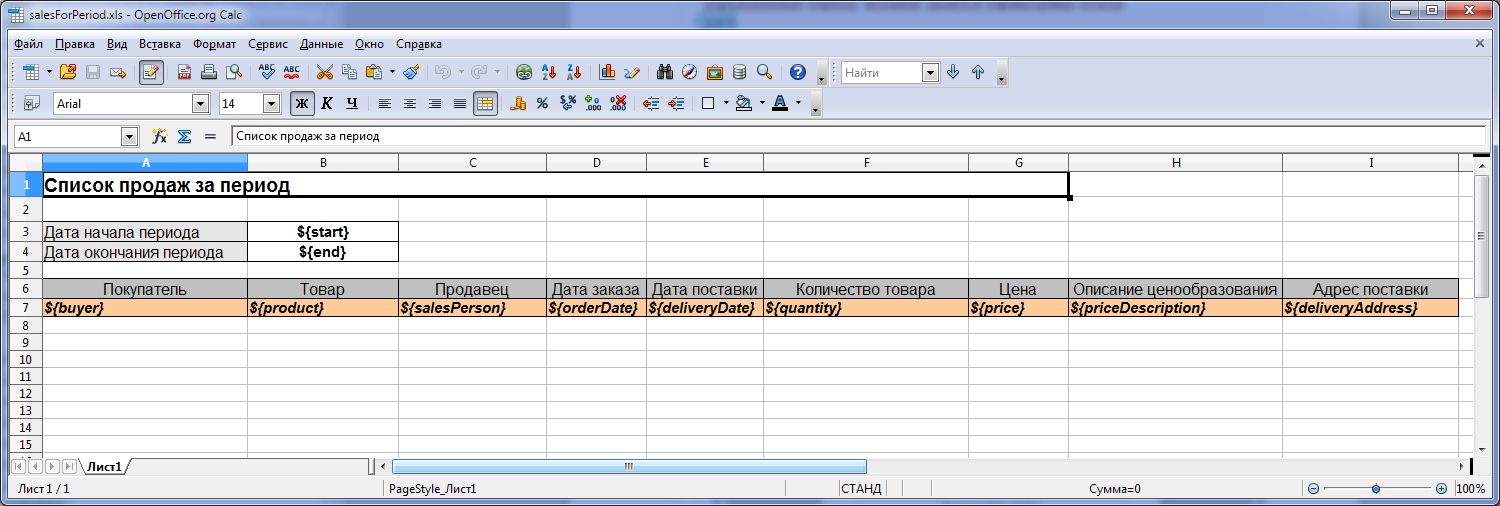 salesForPeriod.xls - OpenOffice.org Calc
Файл Правка Вид Вставка Формат Сервис Данные Окно Справка
Найти
Arial 14 Ж К Ч
A1 Список продаж за период
A B C D E F G H I
1 Список продаж за период
2
3 Дата начала периода ${start}
4 Дата окончания периода ${end}
5
6 Покупатель Товар Продавец Дата заказа Дата поставки Количество товара Цена Описание ценообразования Адрес поставки
7 ${buyer} ${product} ${salesPerson} ${orderDate} ${deliveryDate} ${quantity} ${price} ${priceDescription} ${deliveryAddress}
8
9
10
11
12
13
14
15
Лист1
Лист 1 / 1 PageStyle_Лист1 СТАНД Сумма=0 100%